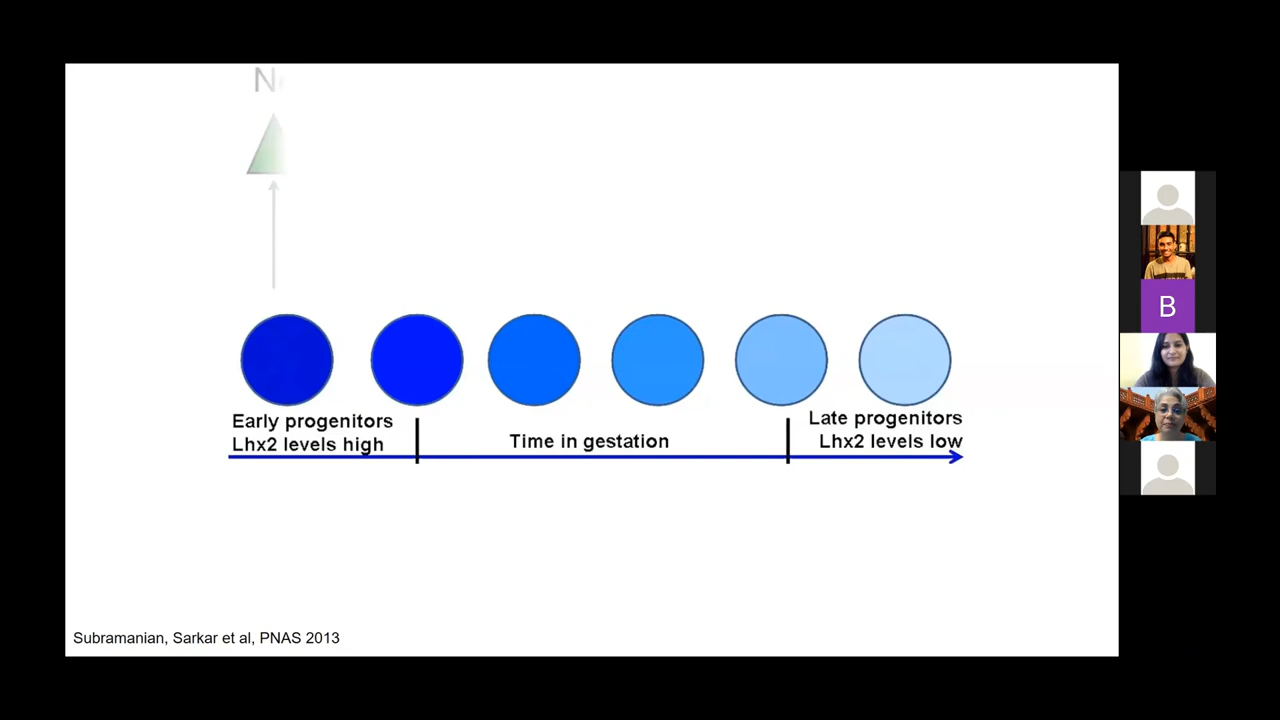 Early progenitors
Lhx2 levels high
Time in gestation
Late progenitors
Lhx2 levels low
Subramanian, Sarkar et al, PNAS 2013
B